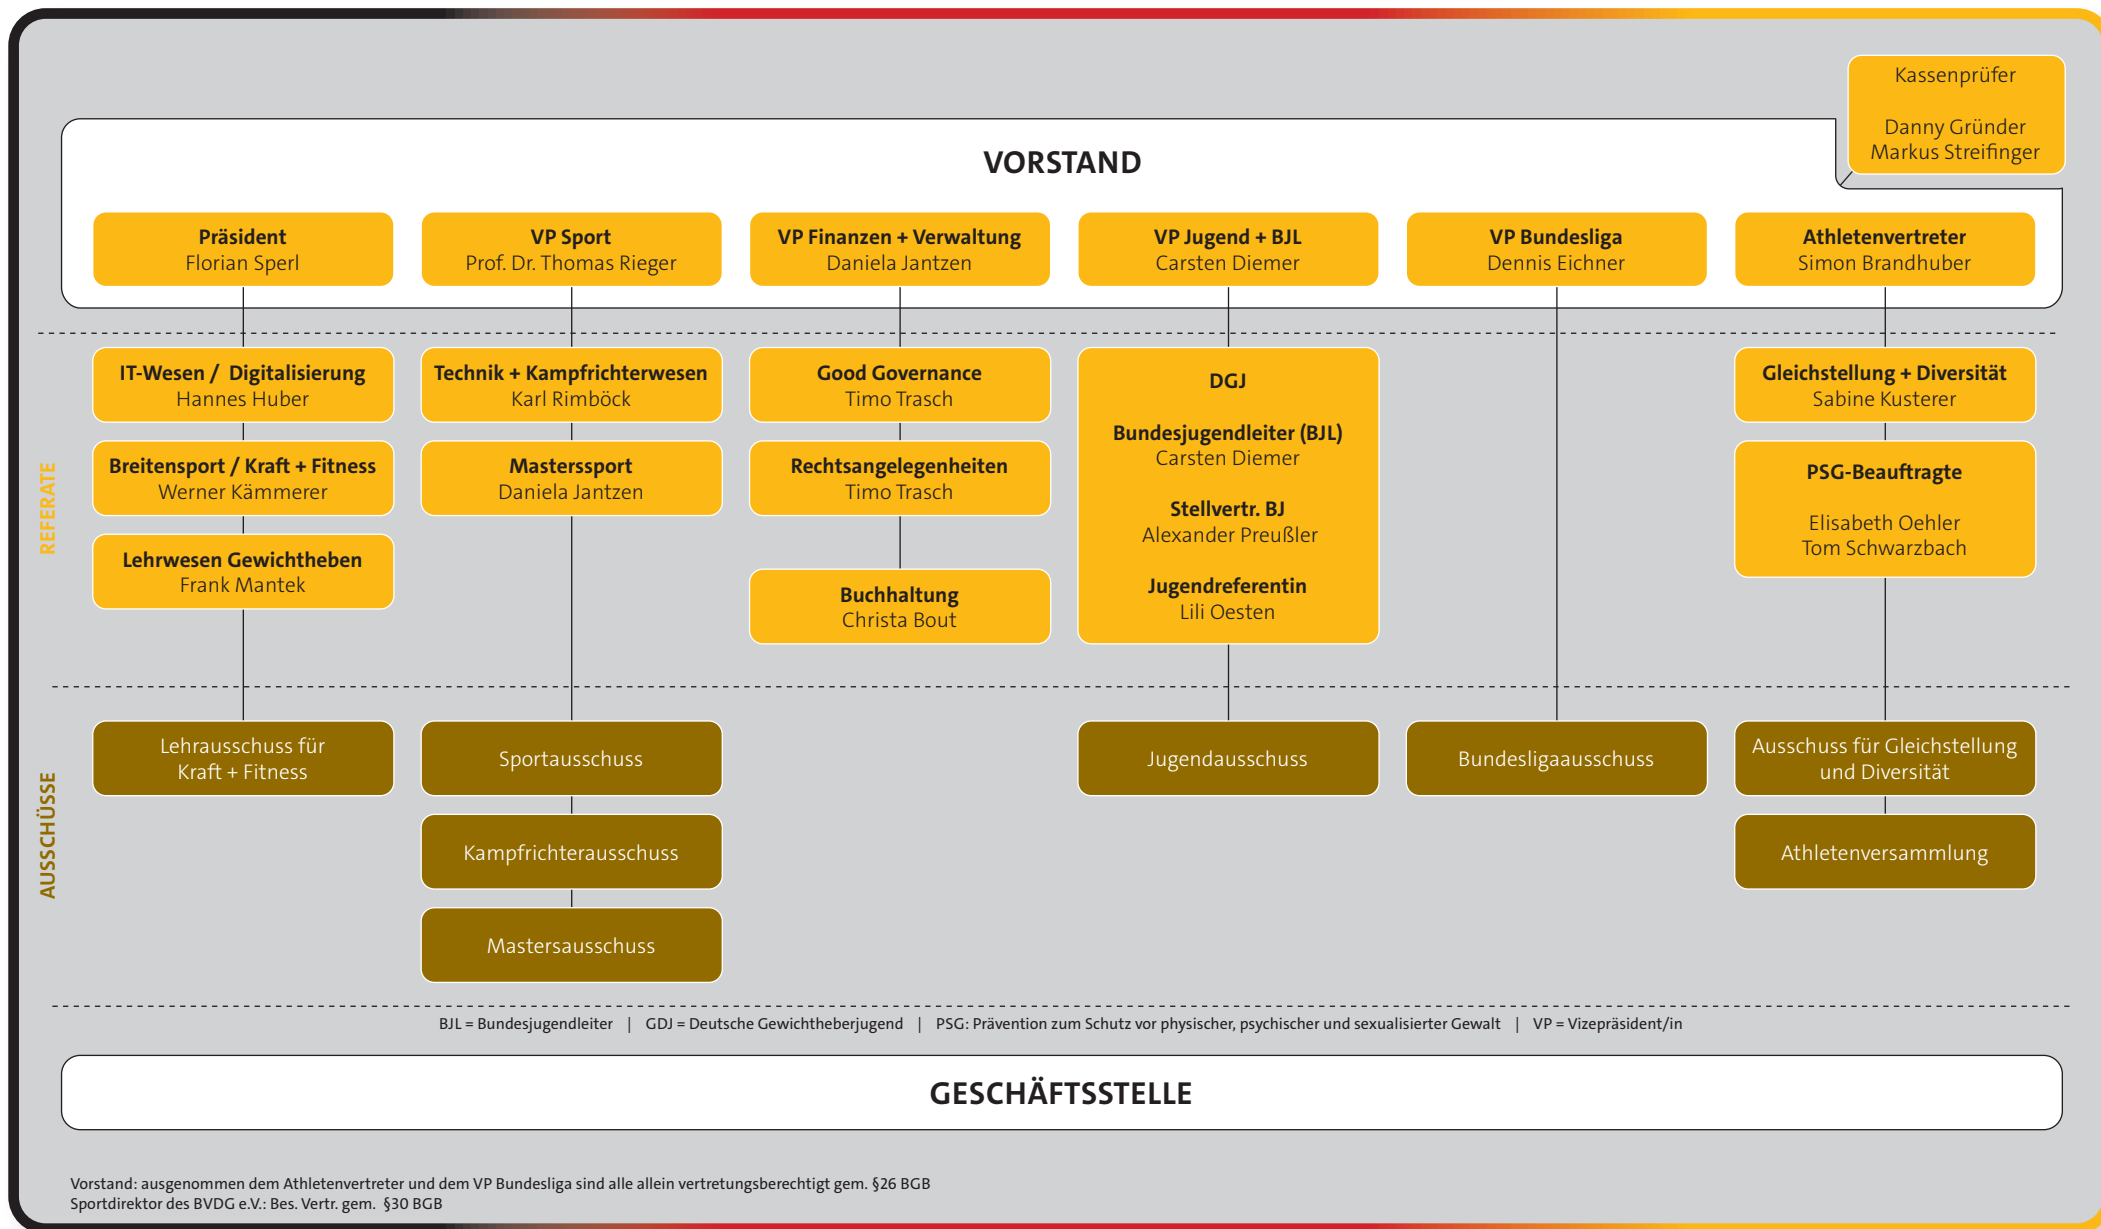 Kassenprüfer
Danny Gründer
Markus Streifinger
VORSTAND
Präsident
Florian Sperl
VP Sport
Prof. Dr. Thomas Rieger
VP Finanzen + Verwaltung
Daniela Jantzen
VP Jugend + BJL
Carsten Diemer
VP Bundesliga
Dennis Eichner
Athletenvertreter
Simon Brandhuber
REFERATE
IT-Wesen / Digitalisierung
Hannes Huber
Breitensport / Kraft + Fitness
Werner Kämmerer
Lehrwesen Gewichtheben
Frank Mantek
Technik + Kampfrichterwesen
Karl Rimböck
Masterssport
Daniela Jantzen
Good Governance
Timo Trasch
Rechtsangelegenheiten
Timo Trasch
Buchhaltung
Christa Bout
DGJ
Bundesjugendleiter (BJL)
Carsten Diemer
Stellvertr. BJ
Alexander Preußler
Jugendreferentin
Lili Oesten
Gleichstellung + Diversität
Sabine Kusterer
PSG-Beauftragte
Elisabeth Oehler
Tom Schwarzbach
AUSSCHÜSSE
Lehrausschuss für
Kraft + Fitness
Sportausschuss
Kampfrichterausschuss
Mastersausschuss
Jugendausschuss
Bundesligaausschuss
Ausschuss für Gleichstellung
und Diversität
Athletenversammlung
BJL = Bundesjugendleiter | GDJ = Deutsche Gewichtheberjugend | PSG: Prävention zum Schutz vor physischer, psychischer und sexualisierter Gewalt | VP = Vizepräsident/in
GESCHÄFTSSTELLE
Vorstand: ausgenommen dem Athletenvertreter und dem VP Bundesliga sind alle allein vertretungsberechtigt gem. §26 BGB
Sportdirektor des BVDG e.V.: Bes. Vertr. gem. §30 BGB